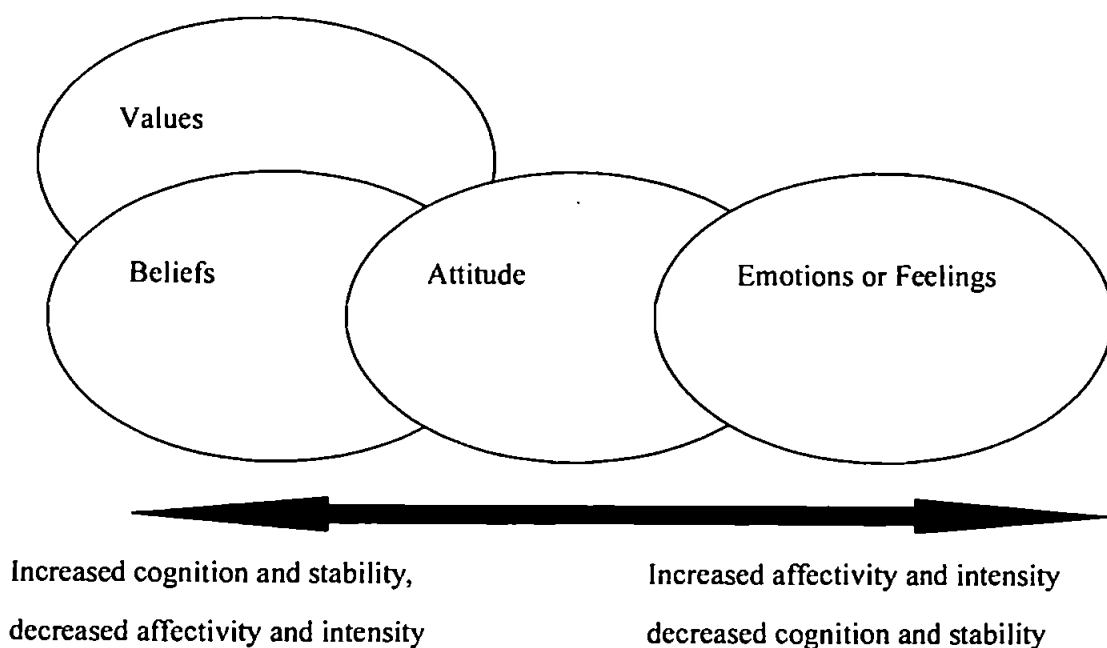 Values
Beliefs
Attitude
Emotions or Feelings
Increased cognition and stability,
decreased affectivity and intensity
Increased affectivity and intensity
decreased cognition and stability